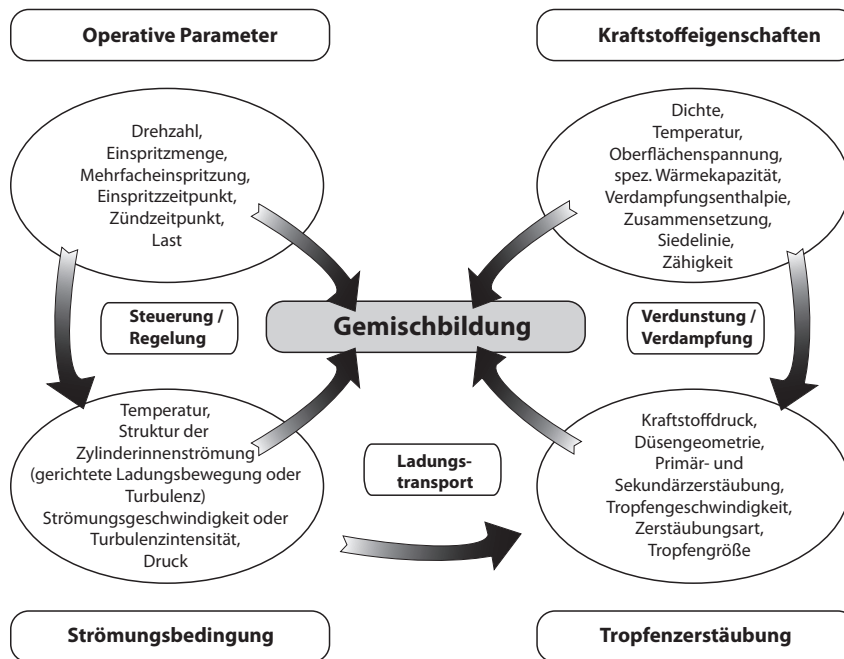 Operative Parameter
Kraftstoffeigenschaften
Drehzahl,
Einspritzmenge,
Mehrfacheinspritzung,
Einspritzzeitpunkt,
Zündzeitpunkt,
Last
Dichte,
Temperatur,
Oberflächenspannung,
spez. Wärmekapazität,
Verdampfungsenthalpie,
Zusammensetzung,
Siedelinie,
Zähigkeit
Steuerung /
Regelung
Gemischbildung
Verdunstung /
Verdampfung
Temperatur,
Struktur der
Zylinderinnenströmung
(gerichtete Ladungsbewegung oder
Turbulenz)
Strömungsgeschwindigkeit oder
Turbulenzintensität,
Druck
Ladungs-
transport
Kraftstoffdruck,
Düsengeometrie,
Primär- und
Sekundärzerstäubung,
Tropfengeschwindigkeit,
Zerstäubungsart,
Tropfengröße
Strömungsbedingung
Tropfenzerstäubung